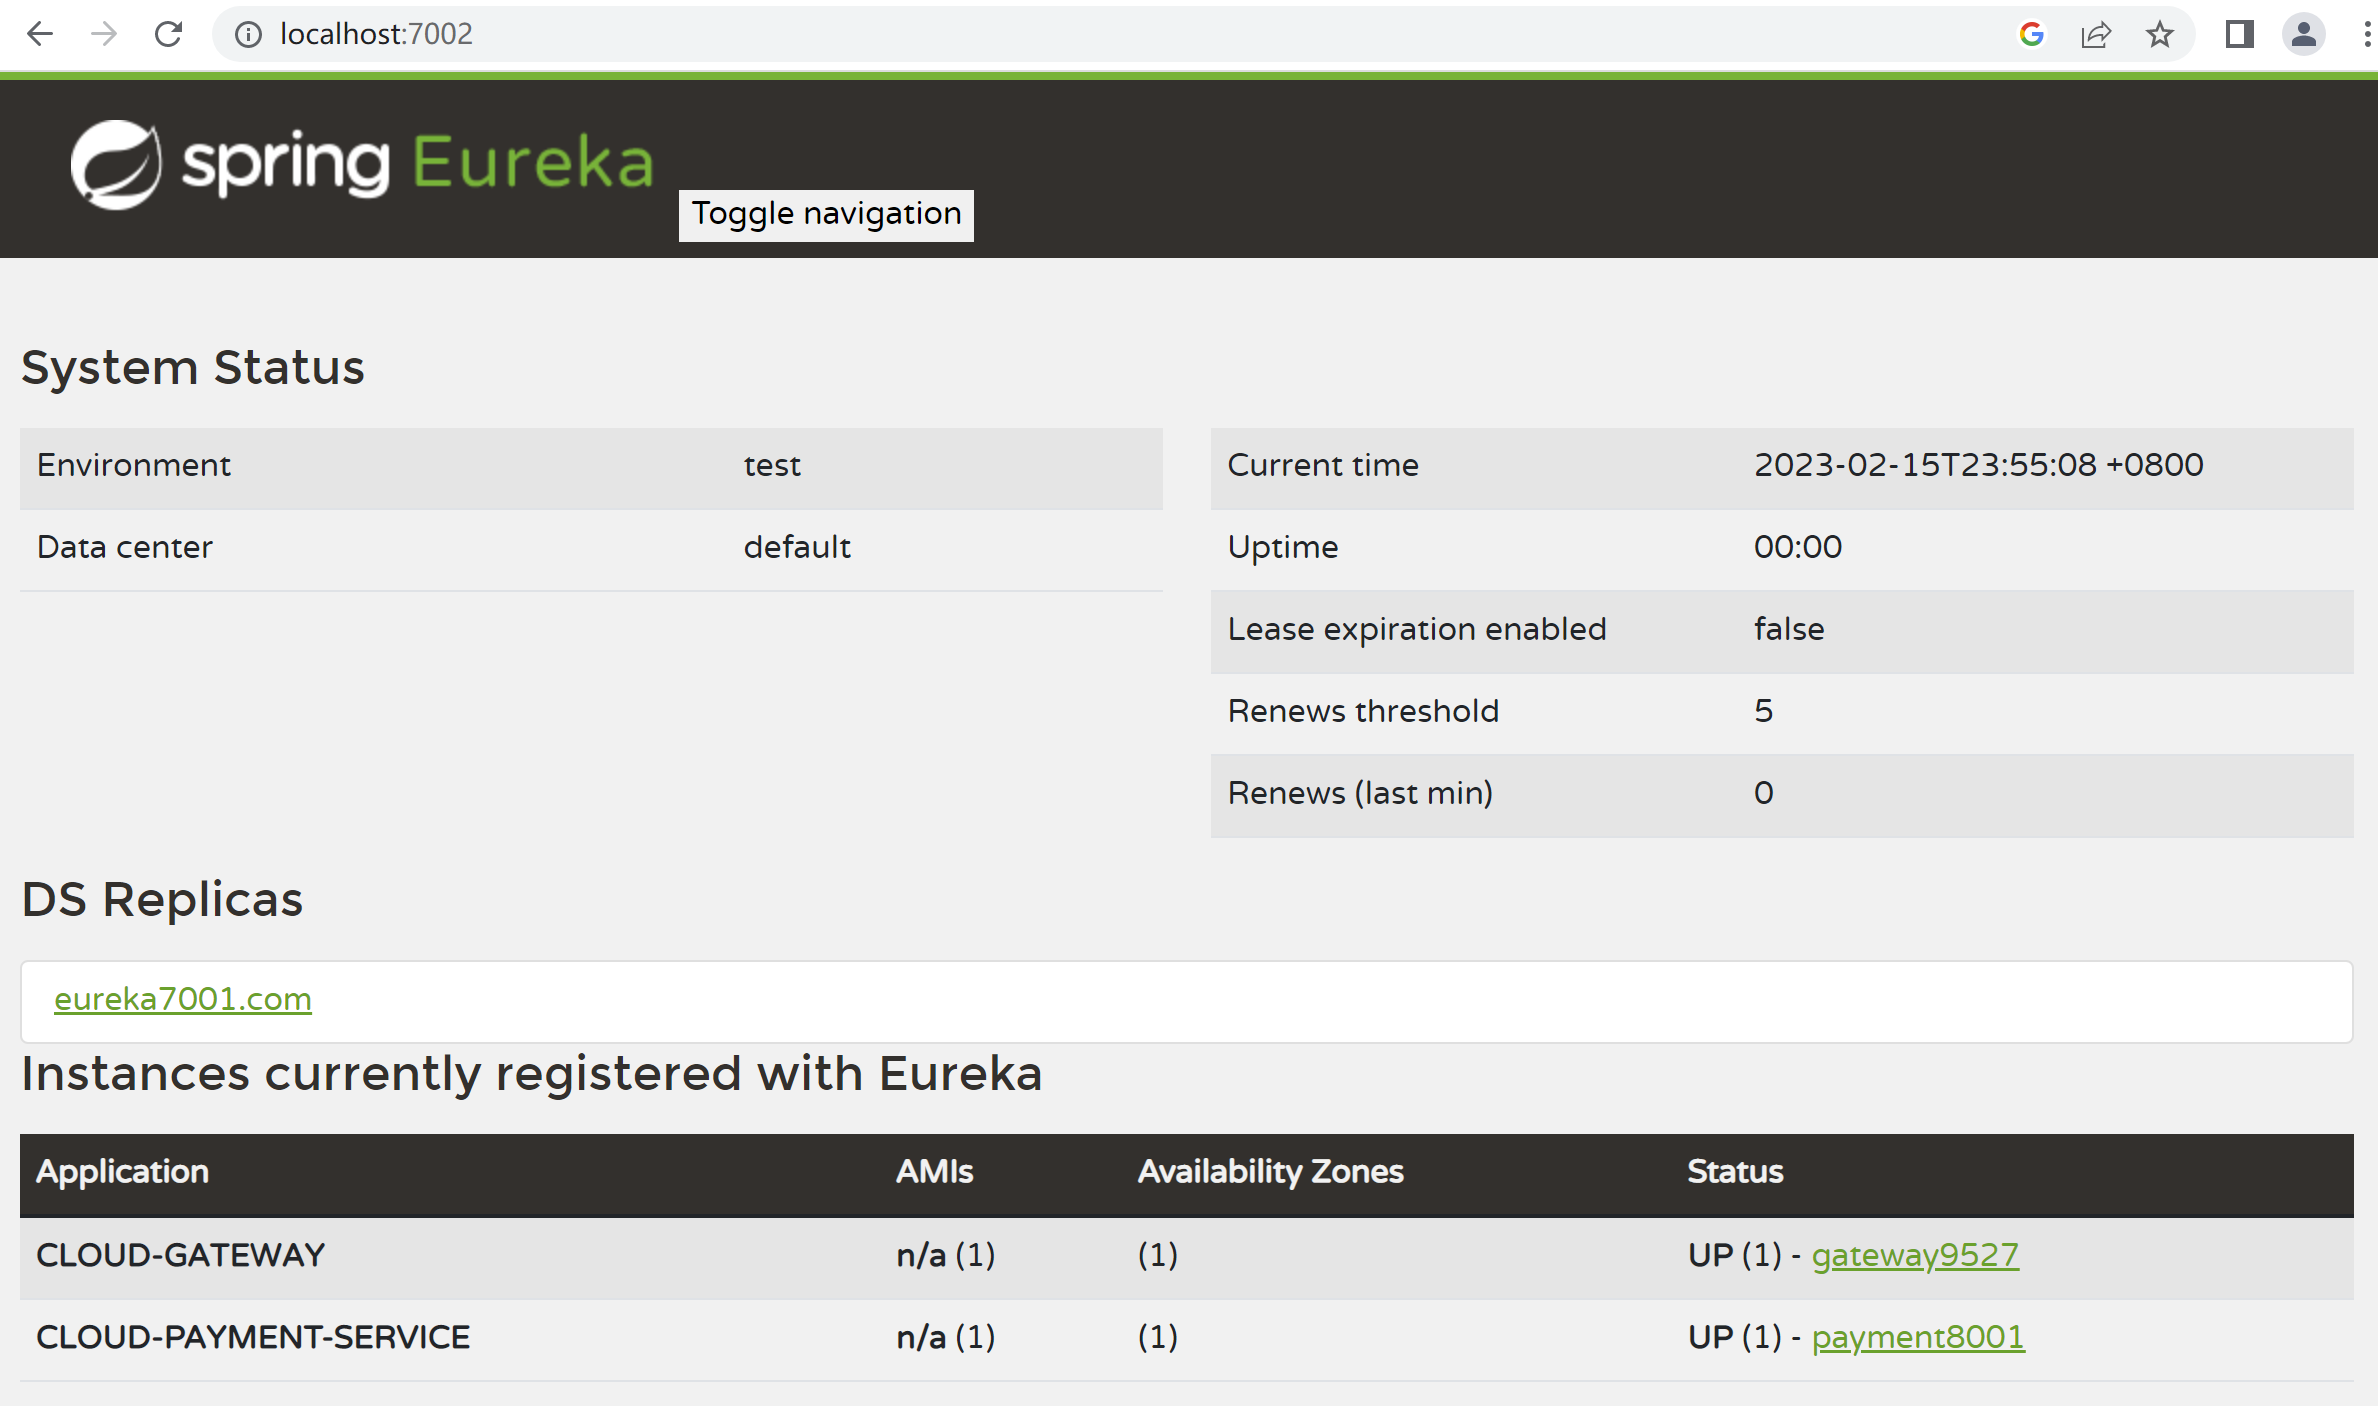 localhost:7002
spring Eureka
Toggle navigation
System Status
Environment test
Data center default
Current time 2023-02-15T23:55:08 +0800
Uptime 00:00
Lease expiration enabled false
Renews threshold 5
Renews (last min) 0
DS Replicas
eureka7001.com
Instances currently registered with Eureka
Application AMIs Availability Zones Status
CLOUD-GATEWAY n/a (1) (1) UP (1) - gateway9527
CLOUD-PAYMENT-SERVICE n/a (1) (1) UP (1) - payment8001